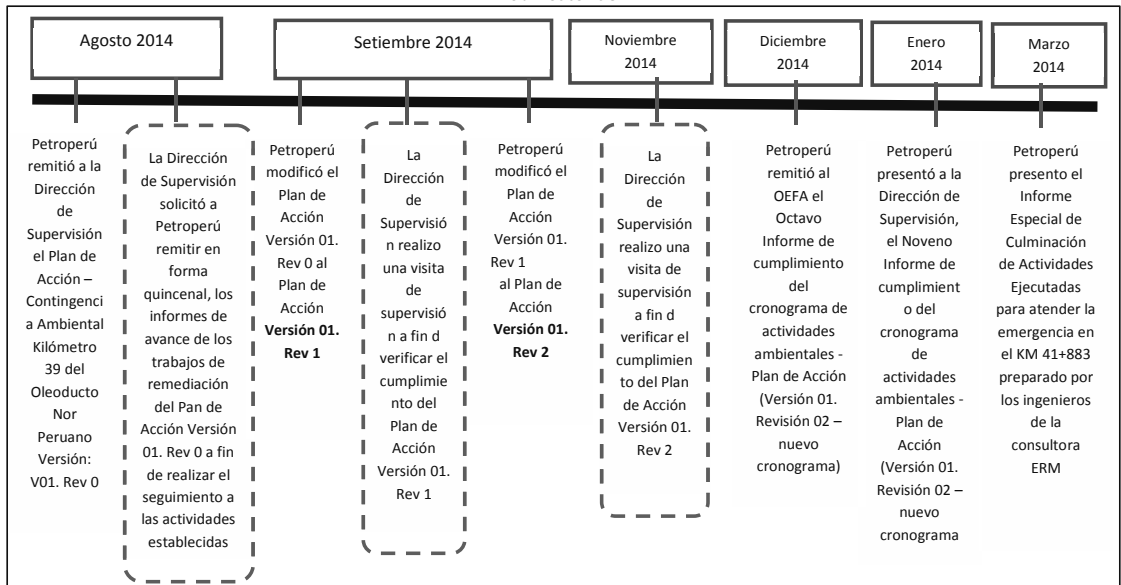 Agosto 2014
Setiembre 2014
Noviembre
2014
Diciembre
2014
Enero
2014
Marzo
2014
Petroperú
remitió a la
Dirección
de
Supervisión
el Plan de
Acción –
Contingenci
a Ambiental
Kilómetro
39 del
Oleoducto
Nor
Peruano
Versión:
V01. Rev 0
La Dirección
de Supervisión
solicitó a
Petroperú
remitir en
forma
quincenal, los
informes de
avance de los
trabajos de
remediación
del Pan de
Acción Versión
01. Rev 0 a fin
de realizar el
seguimiento a
las actividades
establecidas
Petroperú
modificó el
Plan de
Acción
Versión 01.
Rev 0 al
Plan de
Acción
Versión 01.
Rev 1
La
Dirección
de
Supervisió
n realizo
una visita
de
supervisió
n a fin d
verificar el
cumplimie
nto del
Plan de
Acción
Versión 01.
Rev 1
Petroperú
modificó el
Plan de
Acción
Versión 01.
Rev 1
al Plan de
Acción
Versión 01.
Rev 2
La
Dirección
de
Supervisión
realizo una
visita de
supervisión
a fin d
verificar el
cumplimien
to del Plan
de Acción
Versión 01.
Rev 2
Petroperú
remitió al
OEFA el
Octavo
Informe de
cumplimiento
del
cronograma de
actividades
ambientales -
Plan de Acción
(Versión 01.
Revisión 02 –
nuevo
cronograma)
Petroperú
presentó a la
Dirección de
Supervisión,
el Noveno
Informe de
cumplimient
o del
cronograma
de
actividades
ambientales -
Plan de
Acción
(Versión 01.
Revisión 02 –
nuevo
cronograma
Petroperú
presento el
Informe
Especial de
Culminación
de Actividades
Ejecutadas
para atender la
emergencia en
el KM 41+883
preparado por
los ingenieros
de la
consultora
ERM